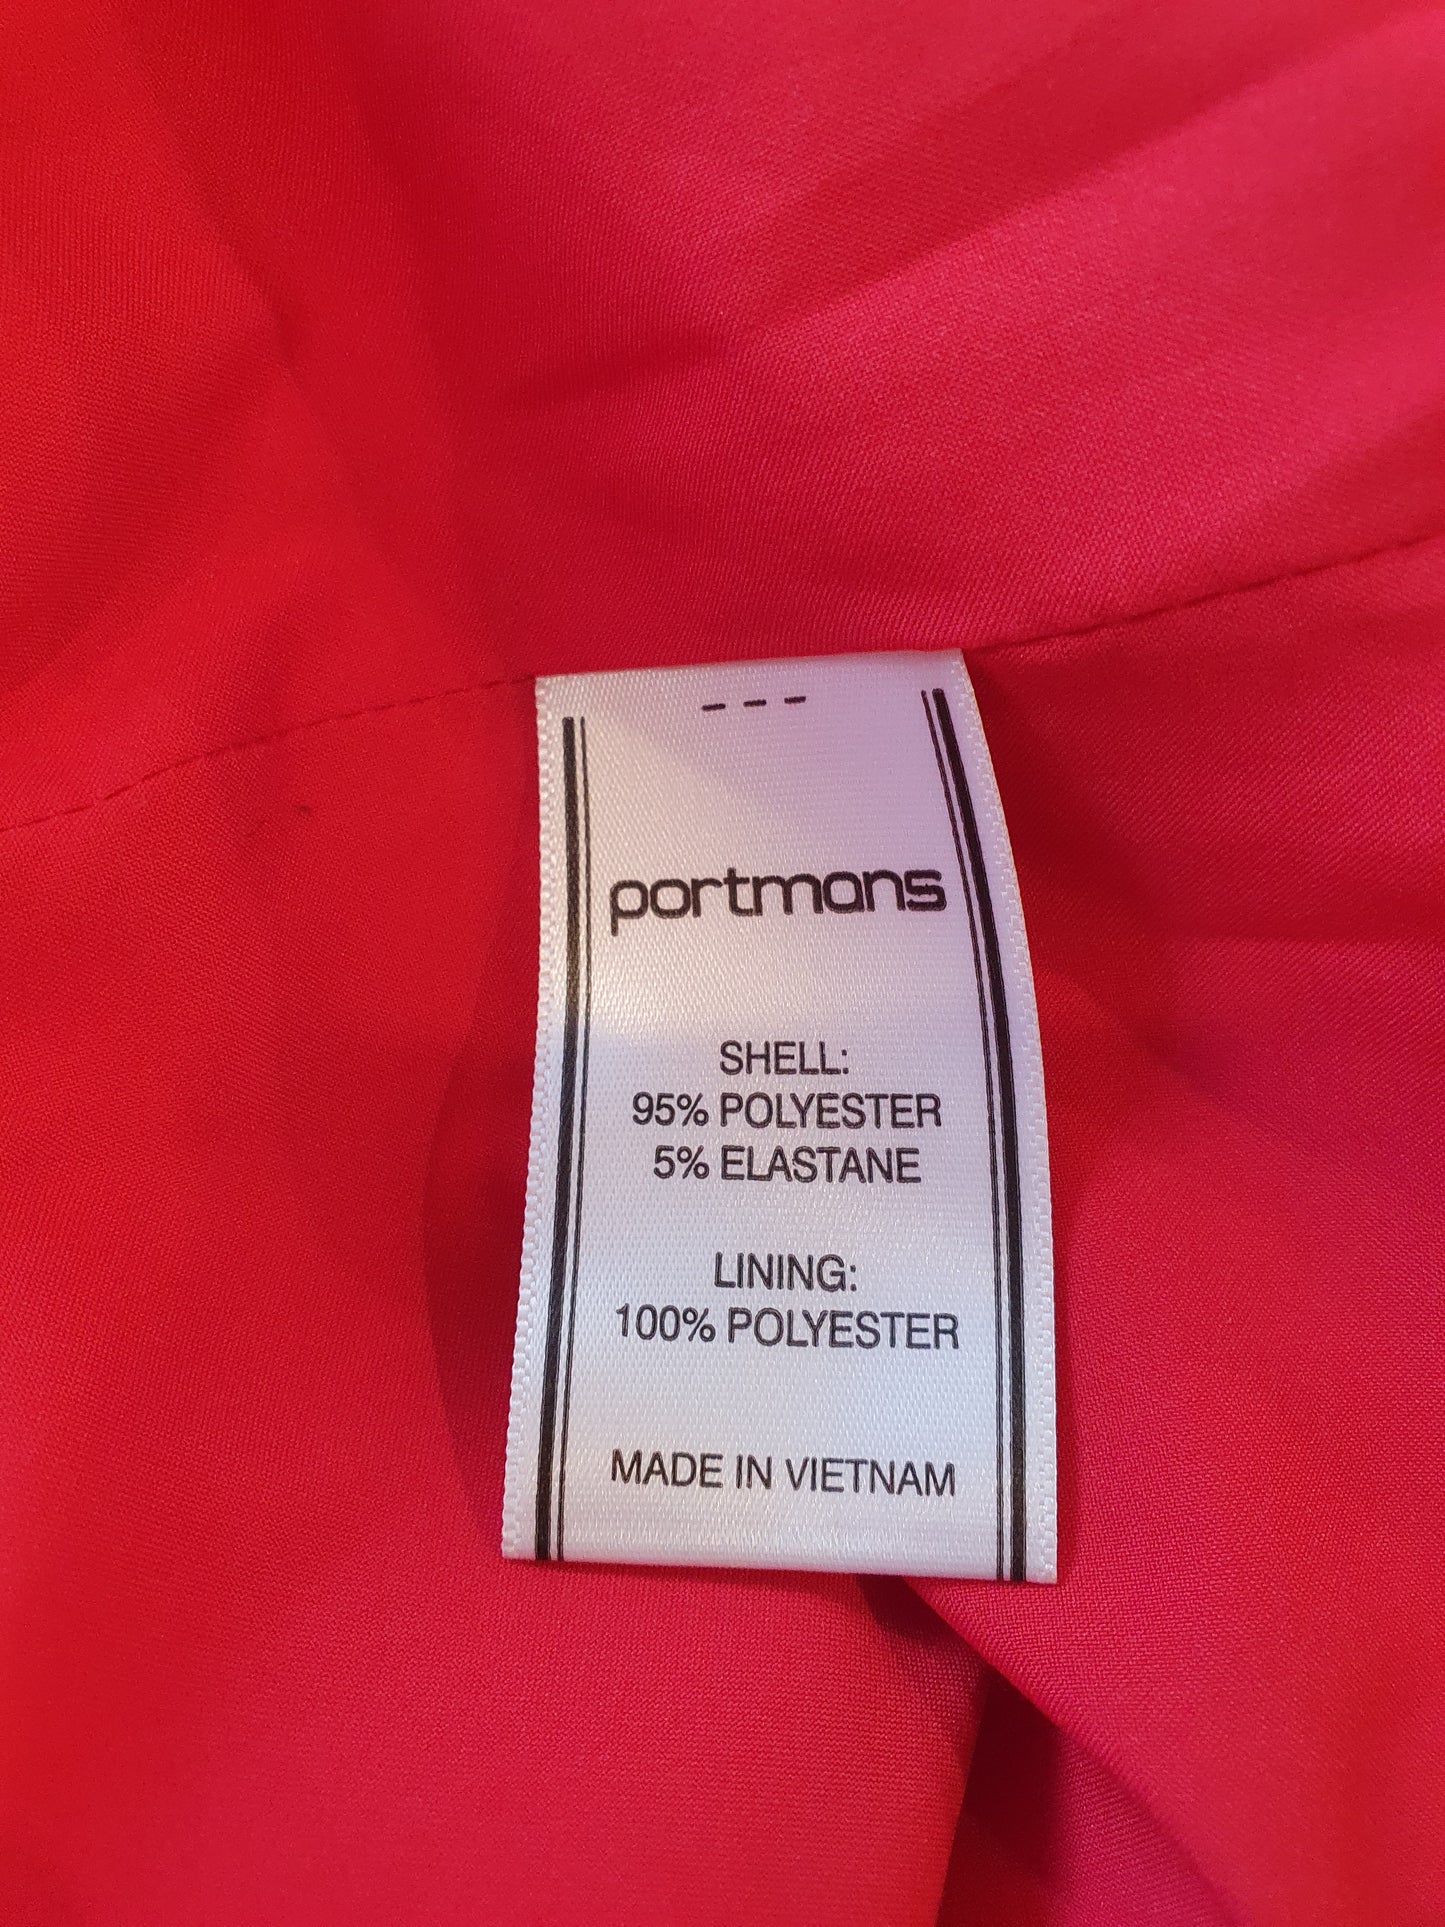 ---
portmans
SHELL:
95% POLYESTER
5% ELASTANE
LINING:
100% POLYESTER
MADE IN VIETNAM